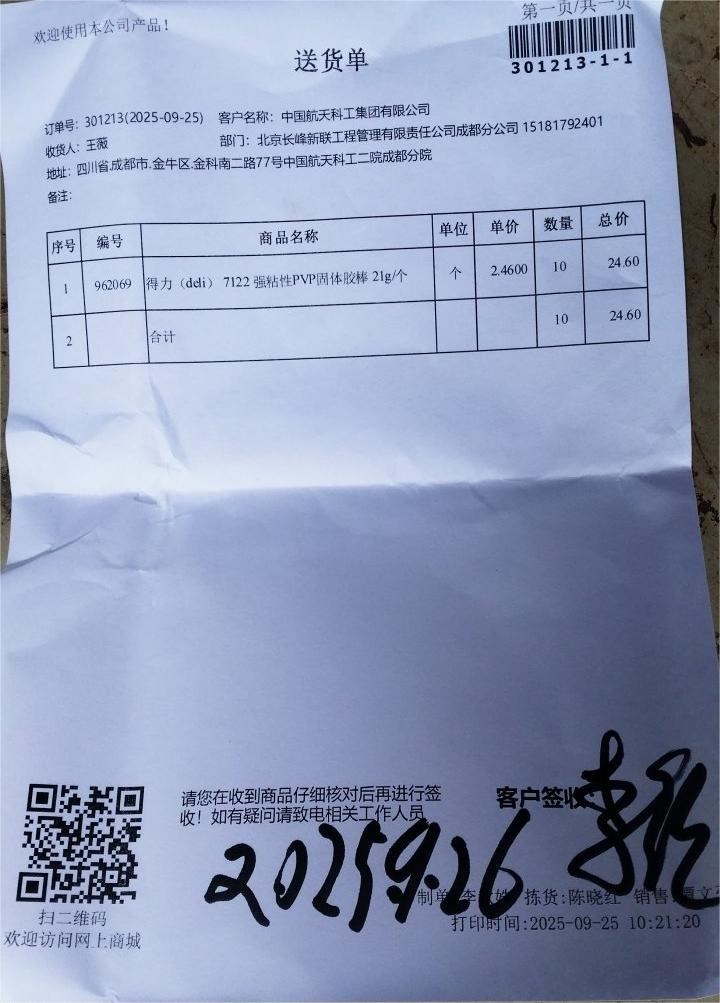 欢迎使用本公司产品！
第一页/共一页
送货单
301213-1-1
订单号：301213(2025-09-25) 客户名称：中国航天科工集团有限公司
收货人：王薇 部门：北京长峰新联工程管理有限责任公司成都分公司 15181792401
地址：四川省.成都市.金牛区.金科南二路77号中国航天科工二院成都分院
备注：
序号 编号 商品名称 单位 单价 数量 总价
1 962069 得力（deli） 7122 强粘性PVP固体胶棒 21g/个 个 2.4600 10 24.60
2 合计 10 24.60
请您在收到商品仔细核对后再进行签
收！如有疑问请致电相关工作人员
客户签收
2025.9.26
制单 拣货:陈晓红 销售
打印时间:2025-09-25 10:21:20
扫二维码
欢迎访问网上商城